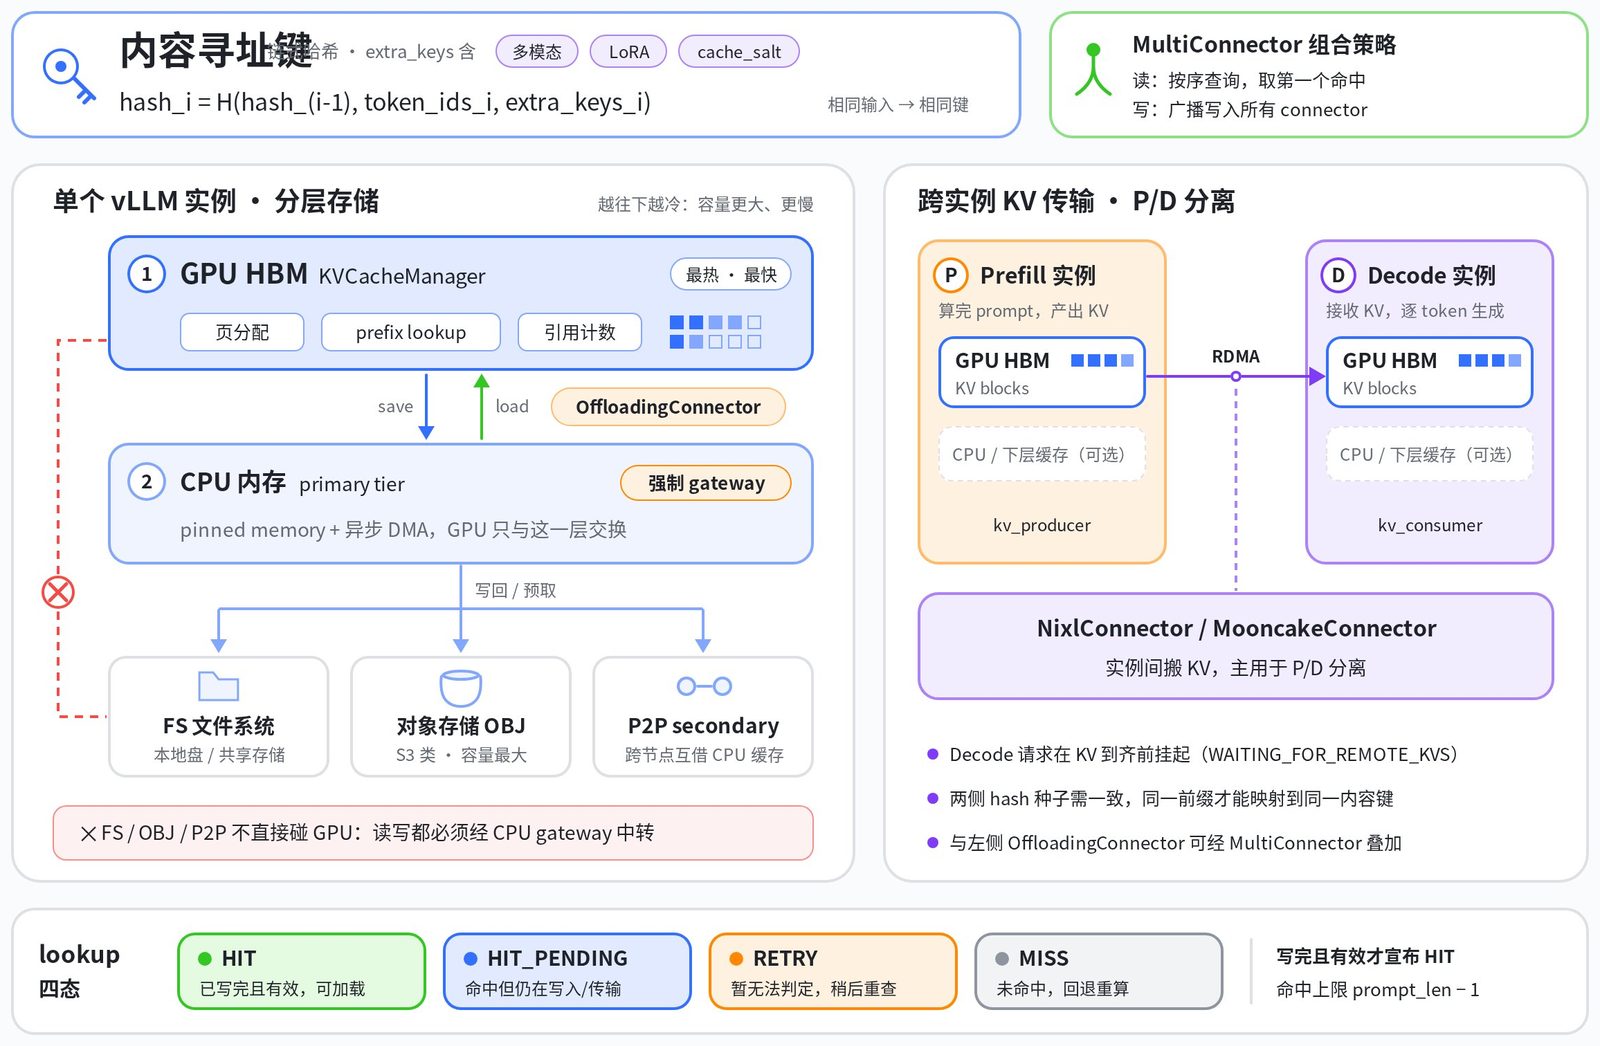 内容寻址键
哈希 · extra_keys 含
多模态
LoRA
cache_salt
hash_i = H(hash_(i-1), token_ids_i, extra_keys_i)
相同输入 → 相同键
MultiConnector 组合策略
读：按序查询，取第一个命中
写：广播写入所有 connector
单个 vLLM 实例 · 分层存储
越往下越冷：容量更大、更慢
1
GPU HBM KVCacheManager
最热 · 最快
页分配
prefix lookup
引用计数
save
load
OffloadingConnector
2
CPU 内存 primary tier
强制 gateway
pinned memory + 异步 DMA，GPU 只与这一层交换
写回 / 预取
FS 文件系统
本地盘 / 共享存储
对象存储 OBJ
S3 类 · 容量最大
P2P secondary
跨节点互借 CPU 缓存
× FS / OBJ / P2P 不直接碰 GPU：读写都必须经 CPU gateway 中转
跨实例 KV 传输 · P/D 分离
P
Prefill 实例
算完 prompt，产出 KV
GPU HBM
KV blocks
CPU / 下层缓存（可选）
kv_producer
RDMA
D
Decode 实例
接收 KV，逐 token 生成
GPU HBM
KV blocks
CPU / 下层缓存（可选）
kv_consumer
NixlConnector / MooncakeConnector
实例间搬 KV，主用于 P/D 分离
Decode 请求在 KV 到齐前挂起（WAITING_FOR_REMOTE_KVS）
两侧 hash 种子需一致，同一前缀才能映射到同一内容键
与左侧 OffloadingConnector 可经 MultiConnector 叠加
lookup
四态
HIT
已写完且有效，可加载
HIT_PENDING
命中但仍在写入/传输
RETRY
暂无法判定，稍后重查
MISS
未命中，回退重算
写完且有效才宣布 HIT
命中上限 prompt_len − 1